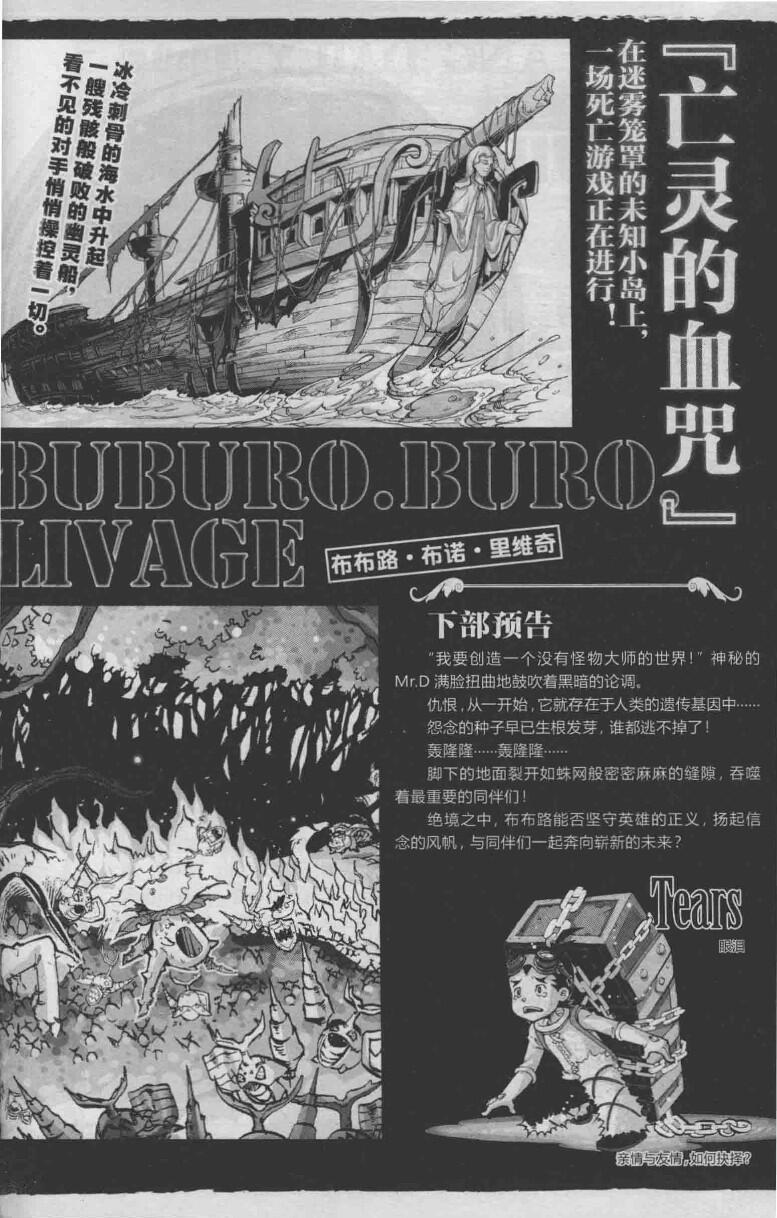 『亡灵的血咒』
在迷雾笼罩的未知小岛上，
一场死亡游戏正在进行！
冰冷刺骨的海水中升起
一艘残骸般破败的幽灵船，
看不见的对手悄悄操控着一切。
BUBURO.BURO.
LIVAGE
布布路·布诺·里维奇
下部预告
“我要创造一个没有怪物大师的世界！”神秘的
Mr.D 满脸扭曲地鼓吹着黑暗的论调。
仇恨，从一开始，它就存在于人类的遗传基因中……
怨念的种子早已生根发芽，谁都逃不掉了！
轰隆隆……轰隆隆……
脚下的地面裂开如蛛网般密密麻麻的缝隙，吞噬
着最重要的同伴们！
绝境之中，布布路能否坚守英雄的正义，扬起信
念的风帆，与同伴们一起奔向崭新的未来？
Tears
眼泪
亲情与友情，如何抉择？